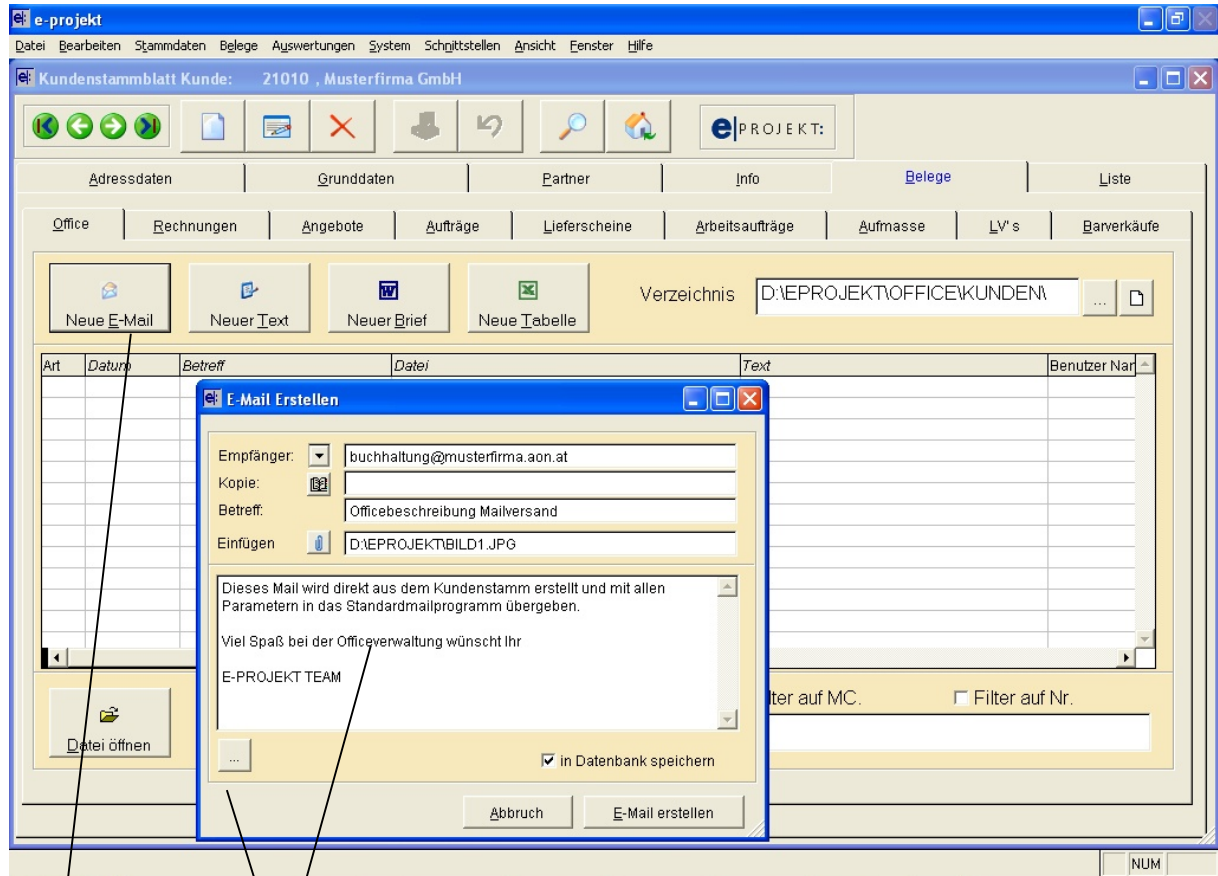 e-projekt
Datei Bearbeiten Stammdaten Belege Auswertungen System Schnittstellen Ansicht Fenster Hilfe
Kundenstammblatt Kunde: 21010 , Musterfirma GmbH
e PROJEKT:
Adressdaten Grunddaten Partner Info Belege Liste
Office Rechnungen Angebote Aufträge Lieferscheine Arbeitsaufträge Aufmasse LV's Barverkäufe
Neue E-Mail Neuer Text Neuer Brief Neue Tabelle Verzeichnis D:\EPROJEKT\OFFICE\KUNDEN\ ...
Art Datum Betreff Datei Text Benutzer Nar
E-Mail Erstellen
Empfänger: buchhaltung@musterfirma.aon.at
Kopie:
Betreff: Officebeschreibung Mailversand
Einfügen D:\EPROJEKT\BILD1.JPG
Dieses Mail wird direkt aus dem Kundenstamm erstellt und mit allen
Parametern in das Standardmailprogramm übergeben.
Viel Spaß bei der Officeverwaltung wünscht Ihr
E-PROJEKT TEAM
lter auf MC. Filter auf Nr.
Datei öffnen
... in Datenbank speichern
Abbruch E-Mail erstellen
NUM